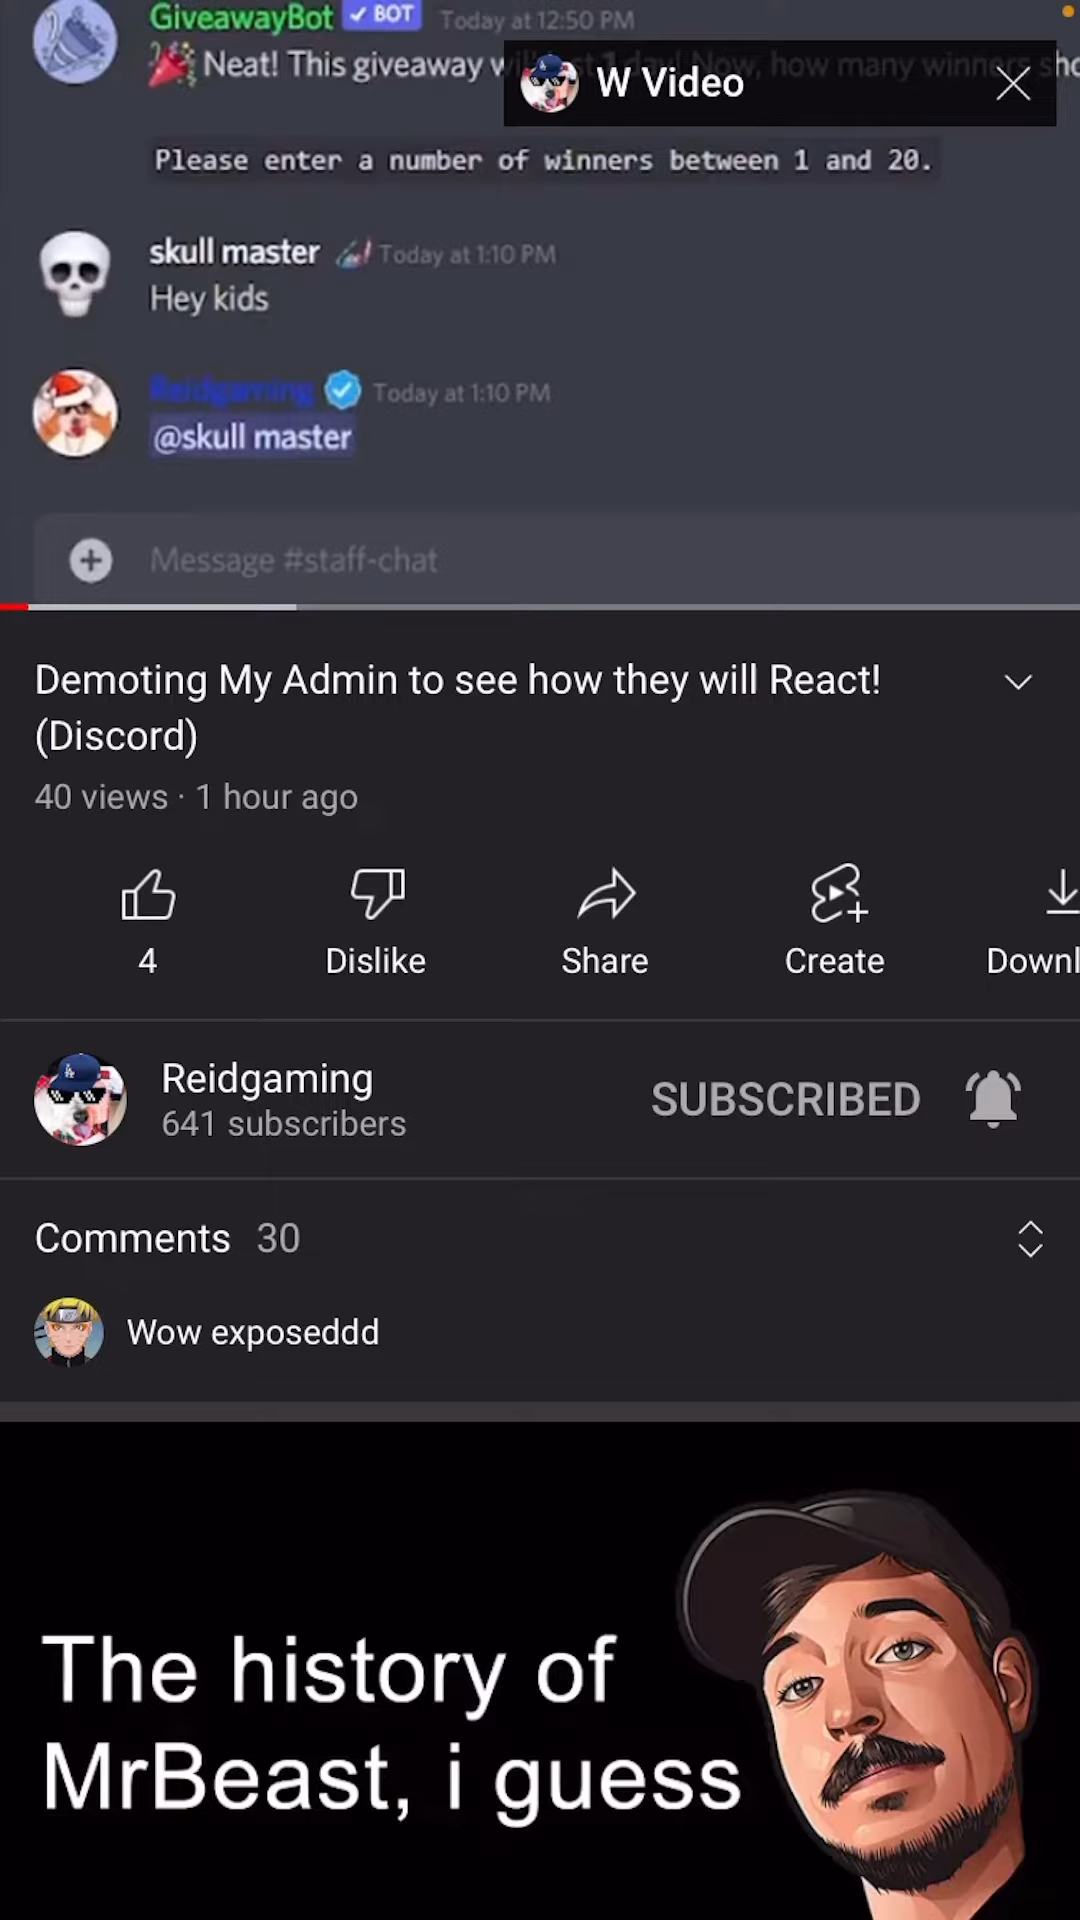 GiveawayBot ✓ BOT Today at 12:50 PM
Neat! This giveaway will last 1 day! Now, how many winners sho
W Video
Please enter a number of winners between 1 and 20.
skull master Today at 1:10 PM
Hey kids
Reidgaming Today at 1:10 PM
@skull master
Message #staff-chat
Demoting My Admin to see how they will React!
(Discord)
40 views · 1 hour ago
4 Dislike Share Create Downl
Reidgaming
641 subscribers
SUBSCRIBED
Comments 30
Wow exposeddd
The history of
MrBeast, i guess